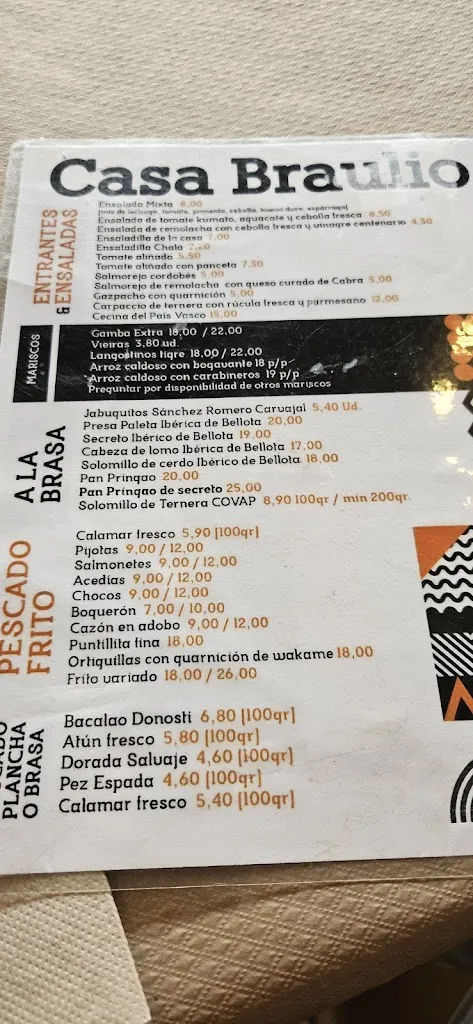 Casa Braulio
ENTRANTES
& ENSALADAS
Ensalada Mixta 8,00
[mix de lechuga, tomate, pimiento, cebolla, huevo duro, espárrago]
Ensalada de tomate kumato, aguacate y cebolla fresca 8,50
Ensalada de remolacha con cebolla fresca y vinagre centenario 4,50
Ensaladilla de la casa 7,00
Ensaladilla Chala 7,20
Tomate aliñado 5,50
Tomate aliñado con panceta 7,50
Salmorejo cordobés 5,00
Salmorejo de remolacha con queso curado de Cabra 5,00
Gazpacho con guarnición 5,00
Carpaccio de ternera con rúcula fresca y parmesano 12,00
Cecina del País Vasco 15,00
MARISCOS
Gamba Extra 18,00 / 22,00
Vieiras 3,80 ud.
Langostinos tigre 18,00 / 22,00
Arroz caldoso con bogavante 18 p/p
Arroz caldoso con carabineros 19 p/p
Preguntar por disponibilidad de otros mariscos
A LA
BRASA
Jabuguitos Sánchez Romero Carvajal 5,40 Ud.
Presa Paleta Ibérica de Bellota 20,00
Secreto Ibérico de Bellota 19,00
Cabeza de lomo Ibérica de Bellota 17,00
Solomillo de cerdo Ibérico de Bellota 18,00
Pan Pringao 20,00
Pan Pringao de secreto 25,00
Solomillo de Ternera COVAP 8,90 100gr / min 200gr.
PESCADO
FRITO
Calamar fresco 5,90 [100gr]
Pijotas 9,00 / 12,00
Salmonetes 9,00 / 12,00
Acedías 9,00 / 12,00
Chocos 9,00 / 12,00
Boquerón 7,00 / 10,00
Cazón en adobo 9,00 / 12,00
Puntillita fina 18,00
Ortiguillas con guarnición de wakame 18,00
Frito variado 18,00 / 26,00
PLANCHA
O BRASA
Bacalao Donosti 6,80 [100gr]
Atún fresco 5,80 [100gr]
Dorada Salvaje 4,60 [100gr]
Pez Espada 4,60 [100gr]
Calamar fresco 5,40 [100gr]